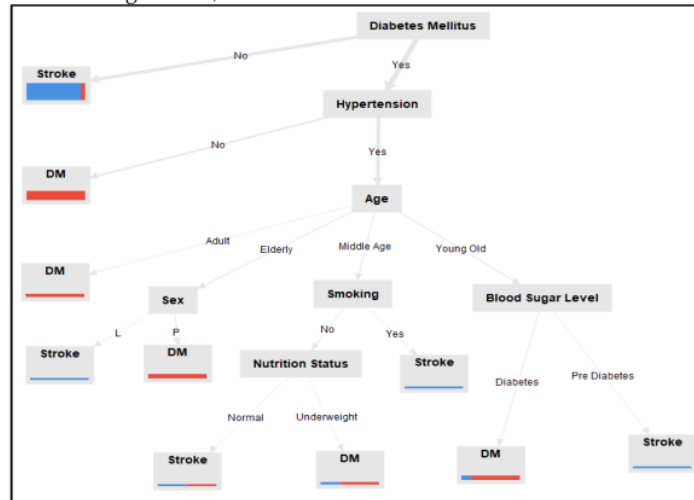 Diabetes Mellitus
No
Yes
Stroke
Hypertension
No
Yes
DM
Age
Adult
Elderly
Middle Age
Young Old
DM
Sex
Smoking
Blood Sugar Level
L
P
No
Yes
Stroke
DM
Nutrition Status
Stroke
Diabetes
Pre Diabetes
Normal
Underweight
Stroke
DM
DM
Stroke